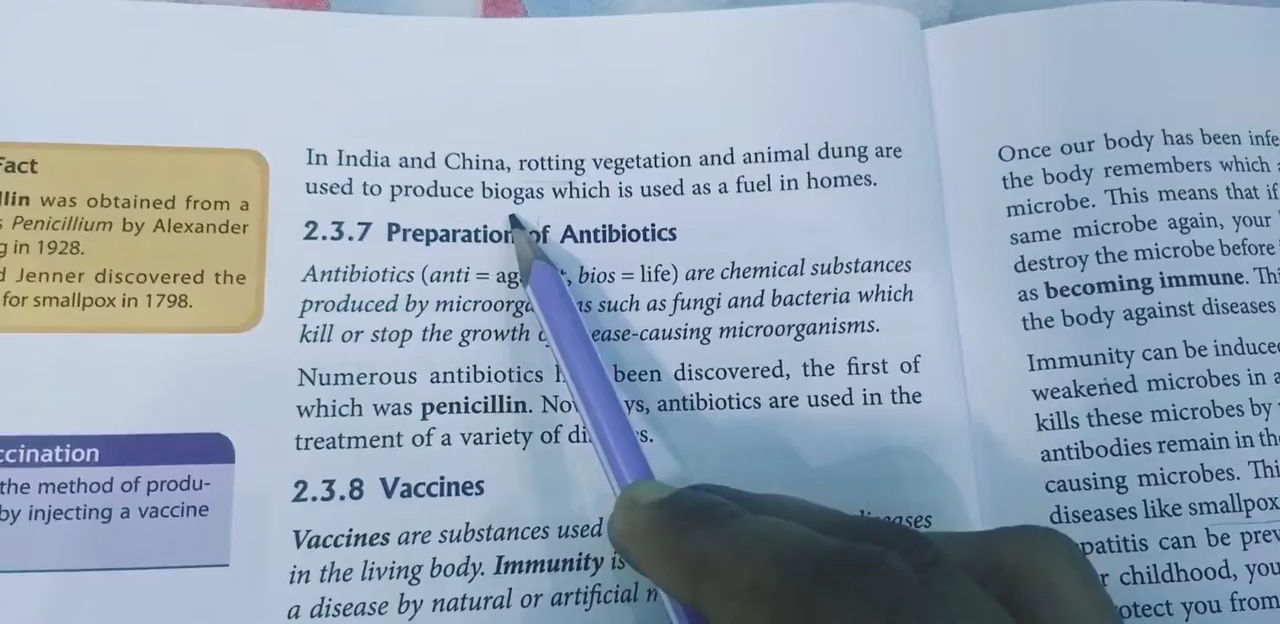 Fact
was obtained from a
Penicillium by Alexander
in 1928.
Jenner discovered the
for smallpox in 1798.
ccination
the method of produ-
by injecting a vaccine
In India and China, rotting vegetation and animal dung are
used to produce biogas which is used as a fuel in homes.
2.3.7 Preparation of Antibiotics
Antibiotics (anti = ag , bios = life) are chemical substances
produced by microorga such as fungi and bacteria which
kill or stop the growth ease-causing microorganisms.
Numerous antibiotics been discovered, the first of
which was penicillin. Now ys, antibiotics are used in the
treatment of a variety of di s.
2.3.8 Vaccines
Vaccines are substances used diseases
in the living body. Immunity is
a disease by natural or artificial
Once our body has been infe
the body remembers which
microbe. This means that if
same microbe again, your
destroy the microbe before
as becoming immune. Thi
the body against diseases
Immunity can be induce
weakened microbes in a
kills these microbes by
antibodies remain in the
causing microbes. Thi
diseases like smallpox
patitis can be prev
r childhood, you
otect you from